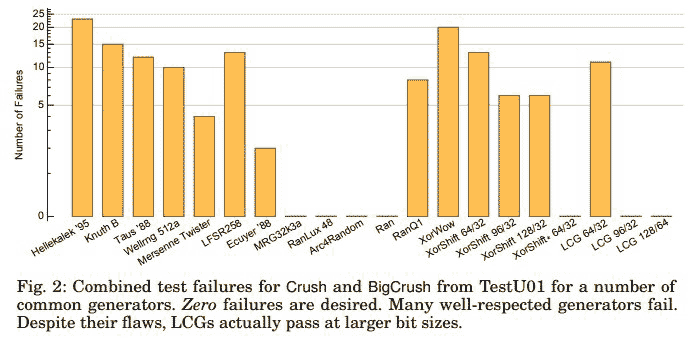 25
20
15
10
5
0
Number of Failures
Hellekalek '95
Knuth B
Taus '88
Wellrng 512a
Mersenne Twister
LFSR258
Ecuyer '88
MRG32k3a
RanLux 48
Arc4Random
Ran
RanQ1
XorWow
XorShift 64/32
XorShift 96/32
XorShift 128/32
XorShift* 64/32
LCG 64/32
LCG 96/32
LCG 128/64
Fig. 2: Combined test failures for Crush and BigCrush from TestU01 for a number of
common generators. Zero failures are desired. Many well-respected generators fail.
Despite their flaws, LCGs actually pass at larger bit sizes.